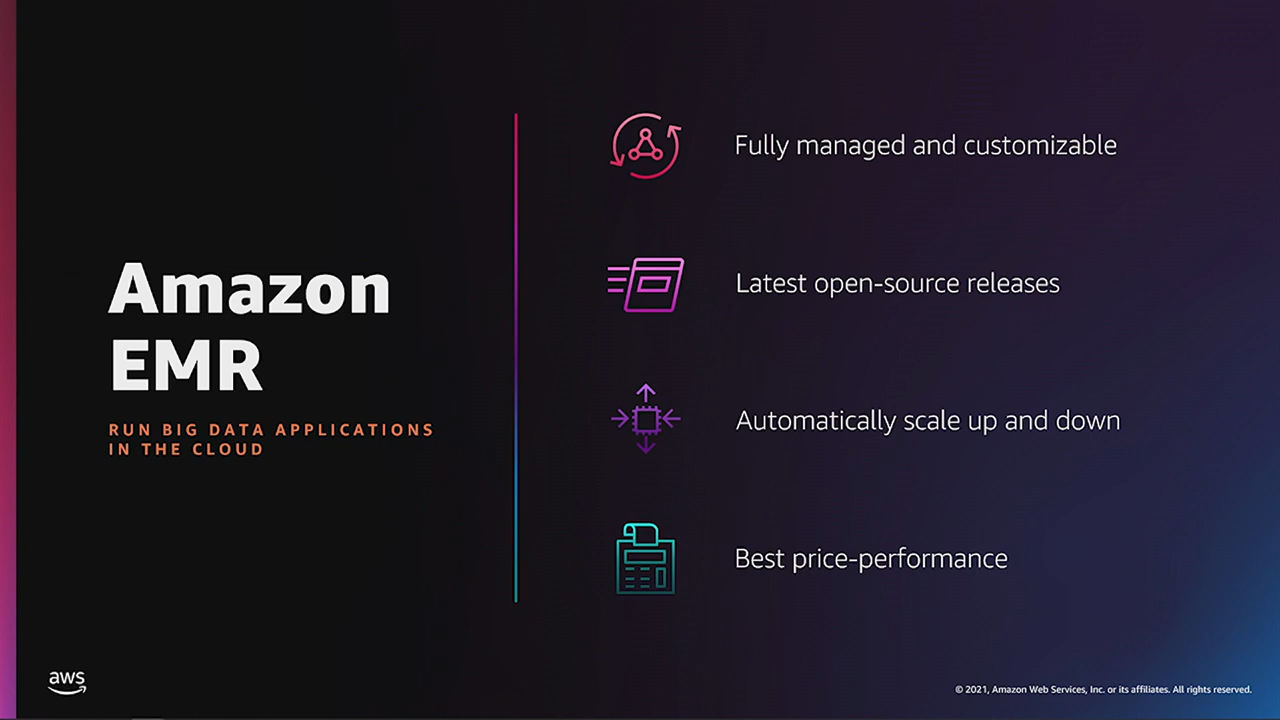 Amazon
EMR
RUN BIG DATA APPLICATIONS
IN THE CLOUD
Fully managed and customizable
Latest open-source releases
Automatically scale up and down
Best price-performance
aws
© 2021, Amazon Web Services, Inc. or its affiliates. All rights reserved.